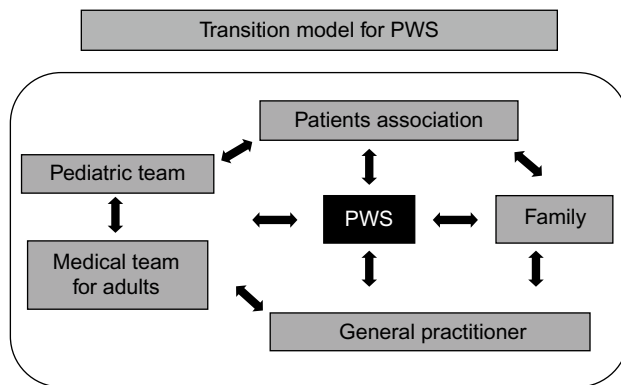 Transition model for PWS
Patients association
Pediatric team
PWS
Family
Medical team
for adults
General practitioner